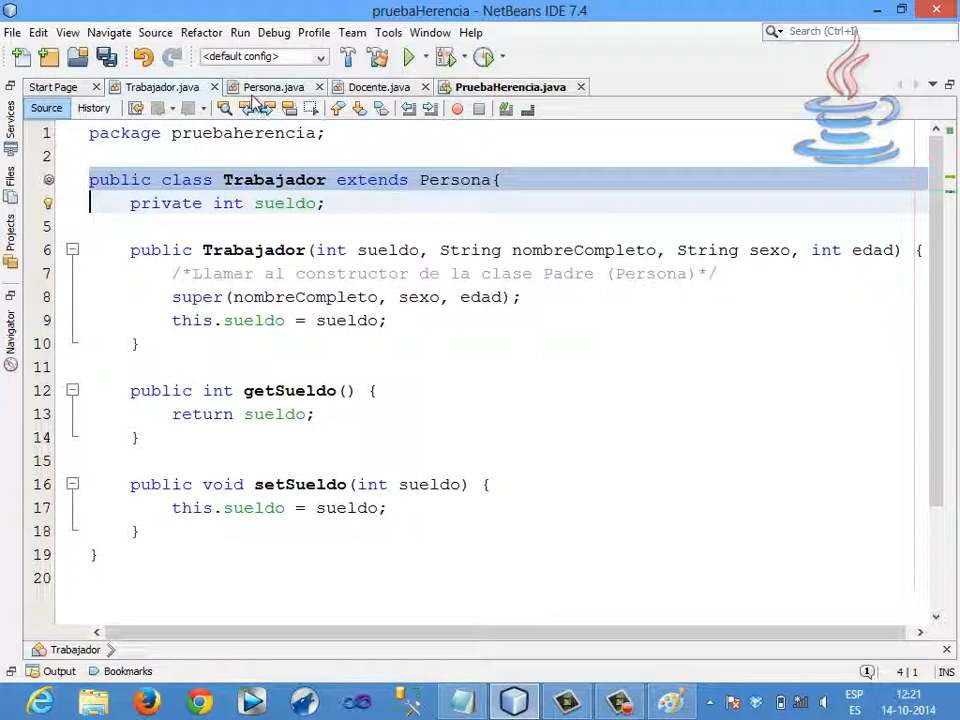 pruebaHerencia - NetBeans IDE 7.4
File Edit View Navigate Source Refactor Run Debug Profile Team Tools Window Help
Search (Ctrl+I)
<default config>
Start Page Trabajador.java Persona.java Docente.java PruebaHerencia.java
Source History
Services
Files
Projects
Navigator
1 package pruebaherencia;
2
public class Trabajador extends Persona{
private int sueldo;
5
6 public Trabajador(int sueldo, String nombreCompleto, String sexo, int edad) {
7 /*Llamar al constructor de la clase Padre (Persona)*/
8 super(nombreCompleto, sexo, edad);
9 this.sueldo = sueldo;
10 }
11
12 public int getSueldo() {
13 return sueldo;
14 }
15
16 public void setSueldo(int sueldo) {
17 this.sueldo = sueldo;
18 }
19 }
20
Trabajador
Output Bookmarks 1 4 | 1 INS
ESP 12:21
ES 14-10-2014